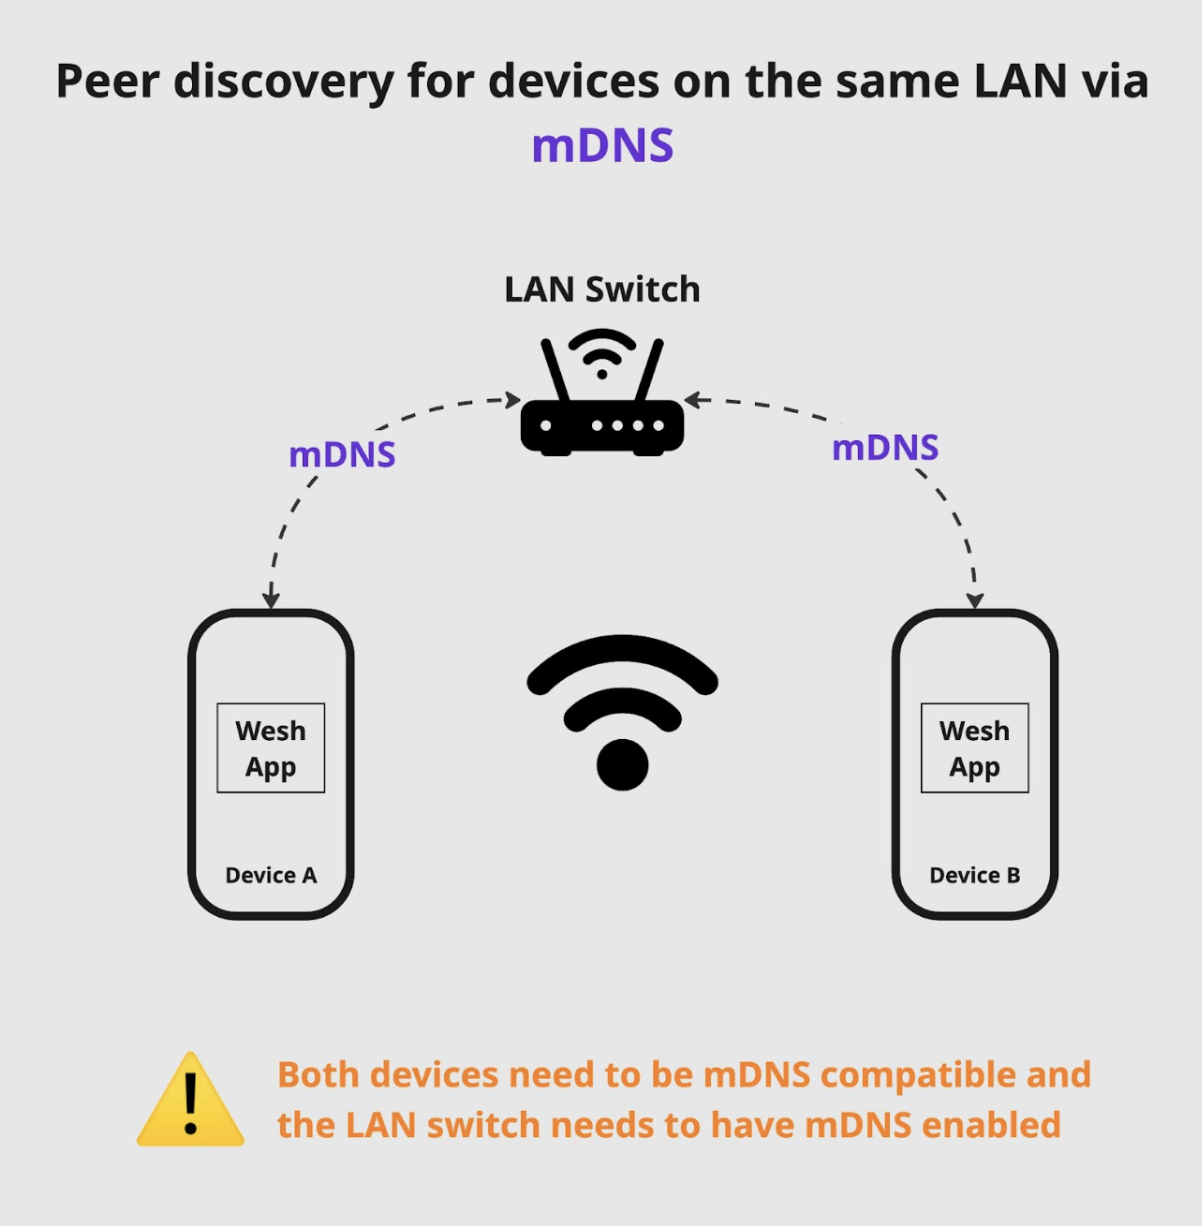 Peer discovery for devices on the same LAN via
mDNS
LAN Switch
mDNS
mDNS
Wesh
App
Device A
Wesh
App
Device B
Both devices need to be mDNS compatible and
the LAN switch needs to have mDNS enabled